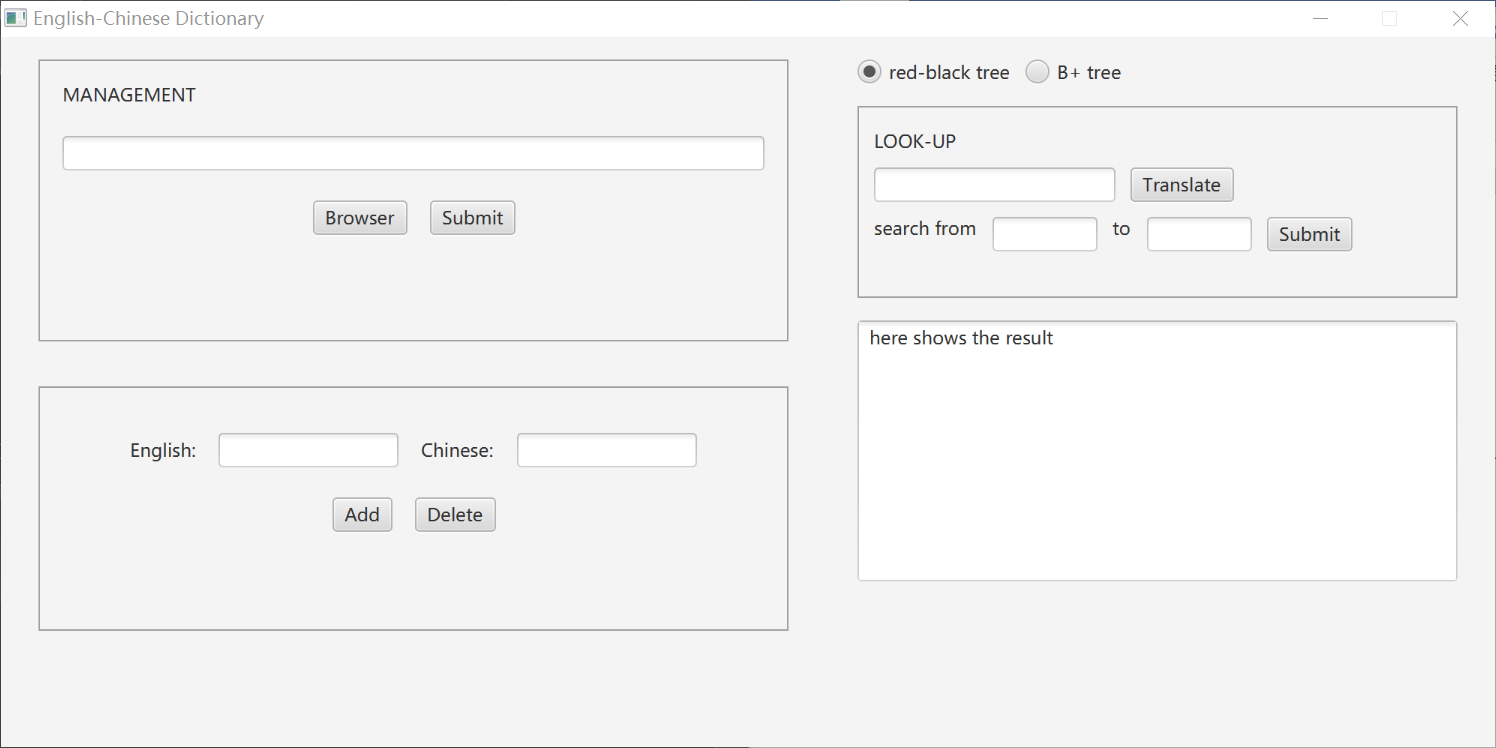 English-Chinese Dictionary
MANAGEMENT
Browser Submit
English: Chinese:
Add Delete
red-black tree B+ tree
LOOK-UP
Translate
search from to Submit
here shows the result